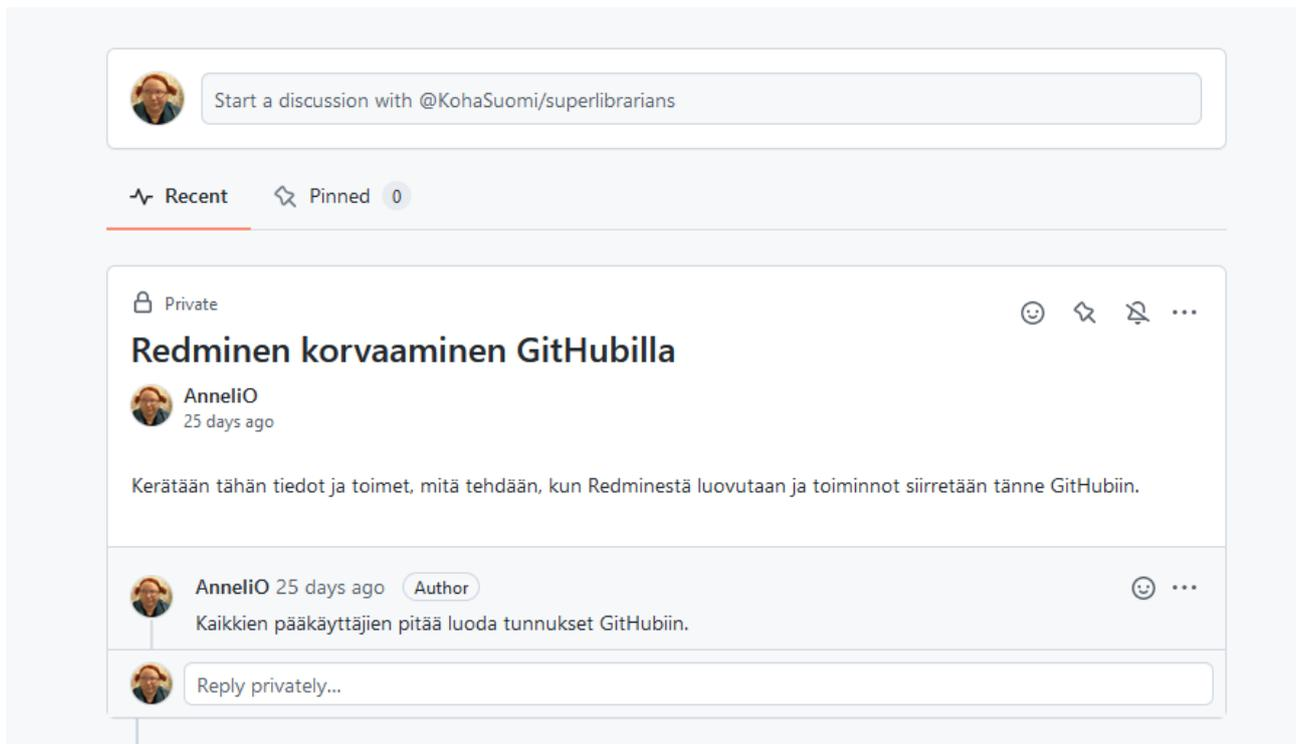 Start a discussion with @KohaSuomi/superlibrarians
Recent
Pinned 0
Private
Redminen korvaaminen GitHubilla
AnneliO
25 days ago
Kerätään tähän tiedot ja toimet, mitä tehdään, kun Redminestä luovutaan ja toiminnot siirretään tänne GitHubiin.
AnneliO 25 days ago Author
Kaikkien pääkäyttäjien pitää luoda tunnukset GitHubiin.
Reply privately...